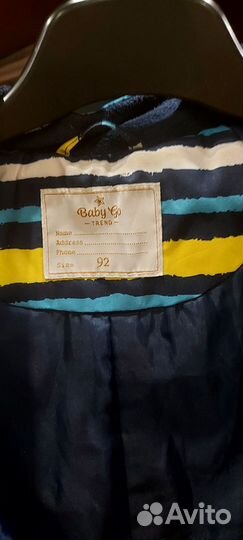 Baby Go
TREND
Name
Address
Phone
Size 92
Avito